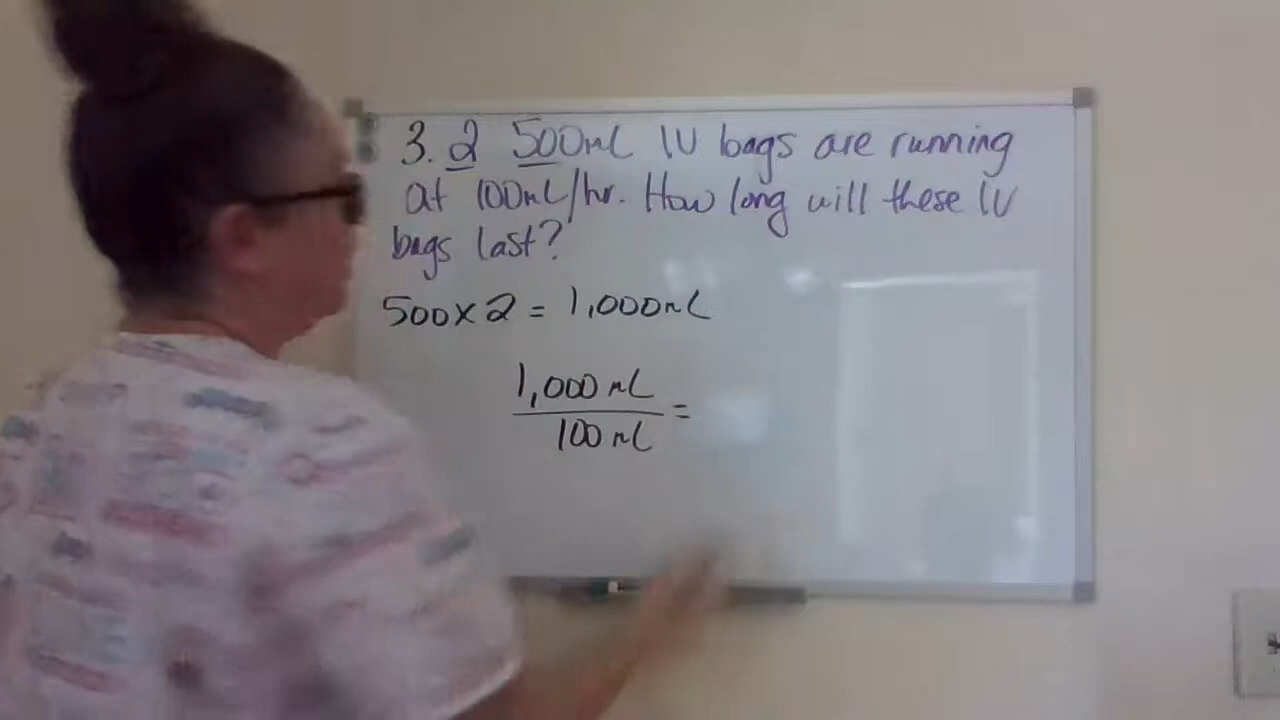 3. 2 500mL IV bags are running
at 100mL/hr. How long will these IV
bags last?
500 x 2 = 1,000mL
1,000 mL
100 mL
=